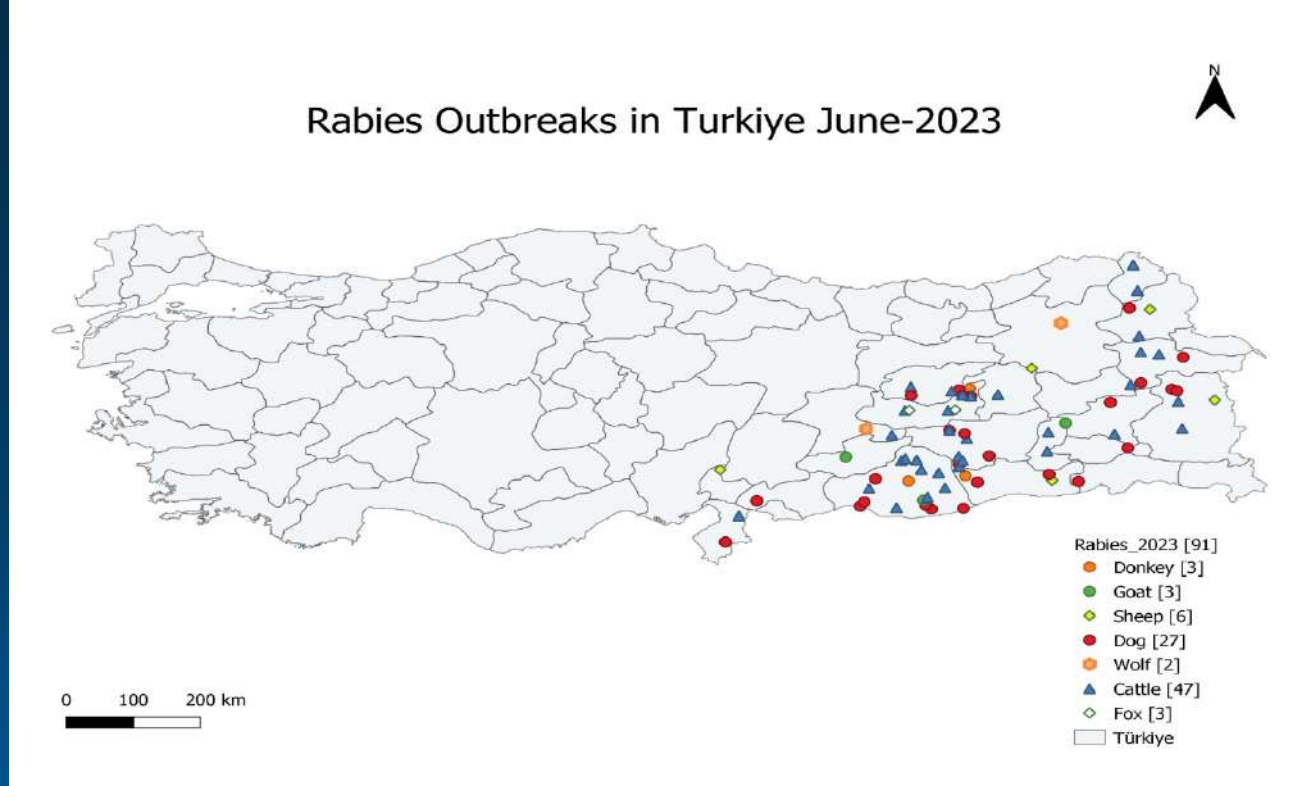 N
Rabies Outbreaks in Turkiye June-2023
Rabies_2023 [91]
Donkey [3]
Goat [3]
Sheep [6]
Dog [27]
Wolf [2]
Cattle [47]
Fox [3]
Türkiye
0 100 200 km